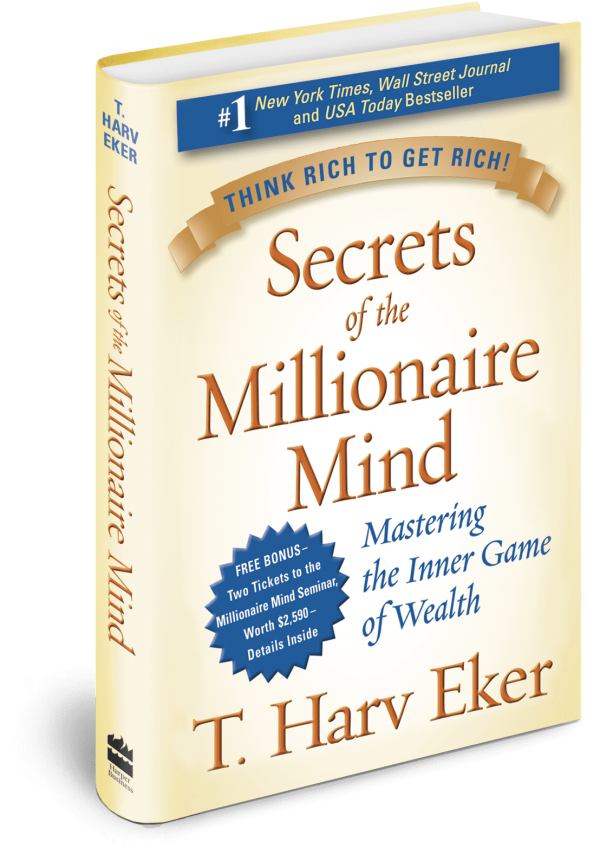 T.
HARV
EKER
Secrets of the Millionaire Mind
Harper
Business
#1 New York Times, Wall Street Journal
and USA Today Bestseller
THINK RICH TO GET RICH!
Secrets
of the
Millionaire
Mind
Mastering
the Inner Game
of Wealth
FREE BONUS–
Two Tickets to the
Millionaire Mind Seminar,
Worth $2,590–
Details Inside
T. Harv Eker